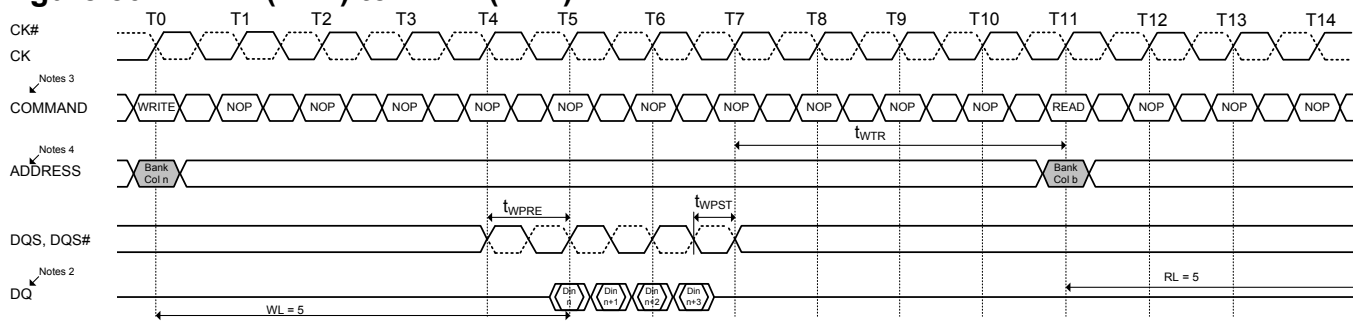 T0 T1 T2 T3 T4 T5 T6 T7 T8 T9 T10 T11 T12 T13 T14
CK#
CK
Notes 3
COMMAND
WRITE NOP NOP NOP NOP NOP NOP NOP NOP NOP NOP READ NOP NOP NOP
tWTR
Notes 4
ADDRESS
Bank
Col n
Bank
Col b
tWPRE
tWPST
DQS, DQS#
Notes 2
DQ
Din
n
Din
n+1
Din
n+2
Din
n+3
WL = 5
RL = 5